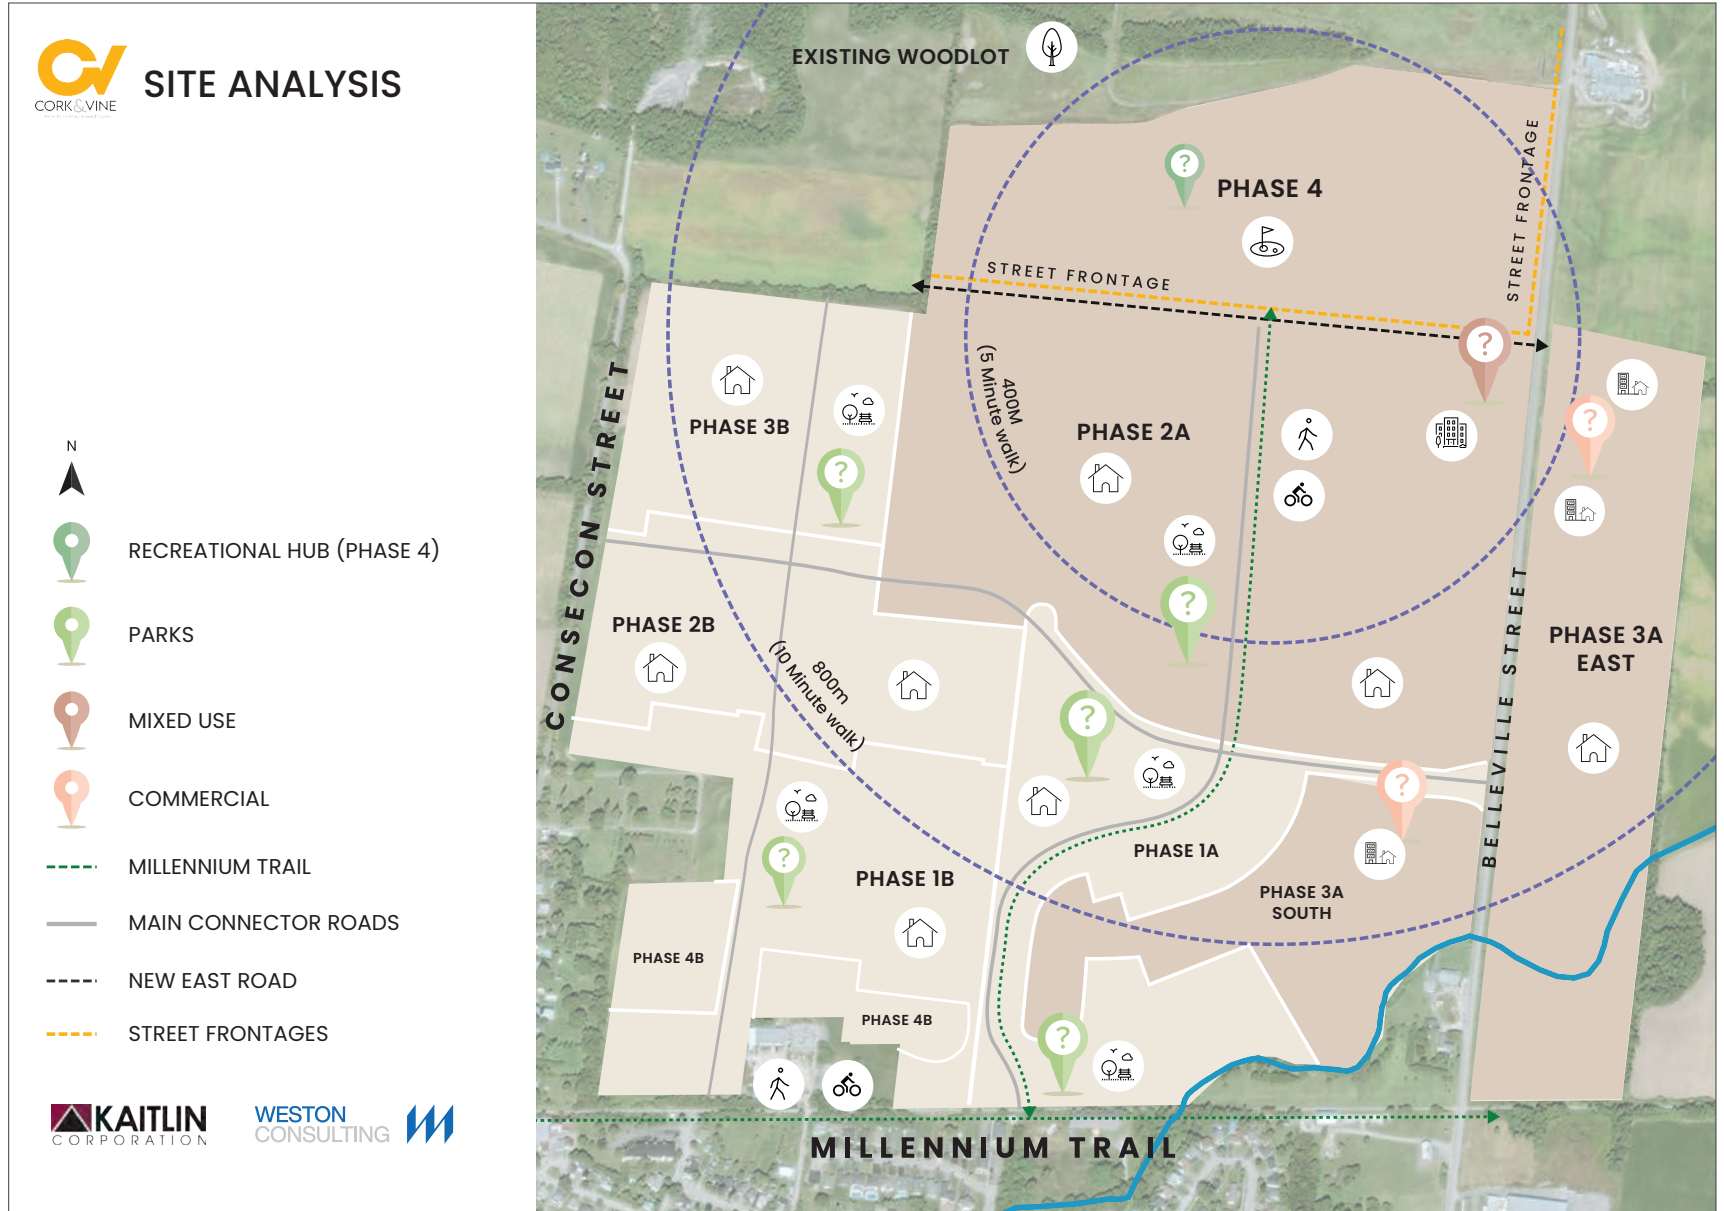 CORK&VINE
SITE ANALYSIS
N
RECREATIONAL HUB (PHASE 4)
PARKS
MIXED USE
COMMERCIAL
MILLENNIUM TRAIL
MAIN CONNECTOR ROADS
NEW EAST ROAD
STREET FRONTAGES
KAITLIN
CORPORATION
WESTON
CONSULTING
EXISTING WOODLOT
?
PHASE 4
STREET FRONTAGE
STREET FRONTAGE
?
?
400M
(5 Minute walk)
PHASE 3B
?
PHASE 2A
?
CONSECON STREET
PHASE 2B
800m
(10 Minute walk)
PHASE 3A
EAST
BELLEVILLE STREET
?
?
?
PHASE 1A
PHASE 1B
PHASE 3A
SOUTH
PHASE 4B
PHASE 4B
?
MILLENNIUM TRAIL